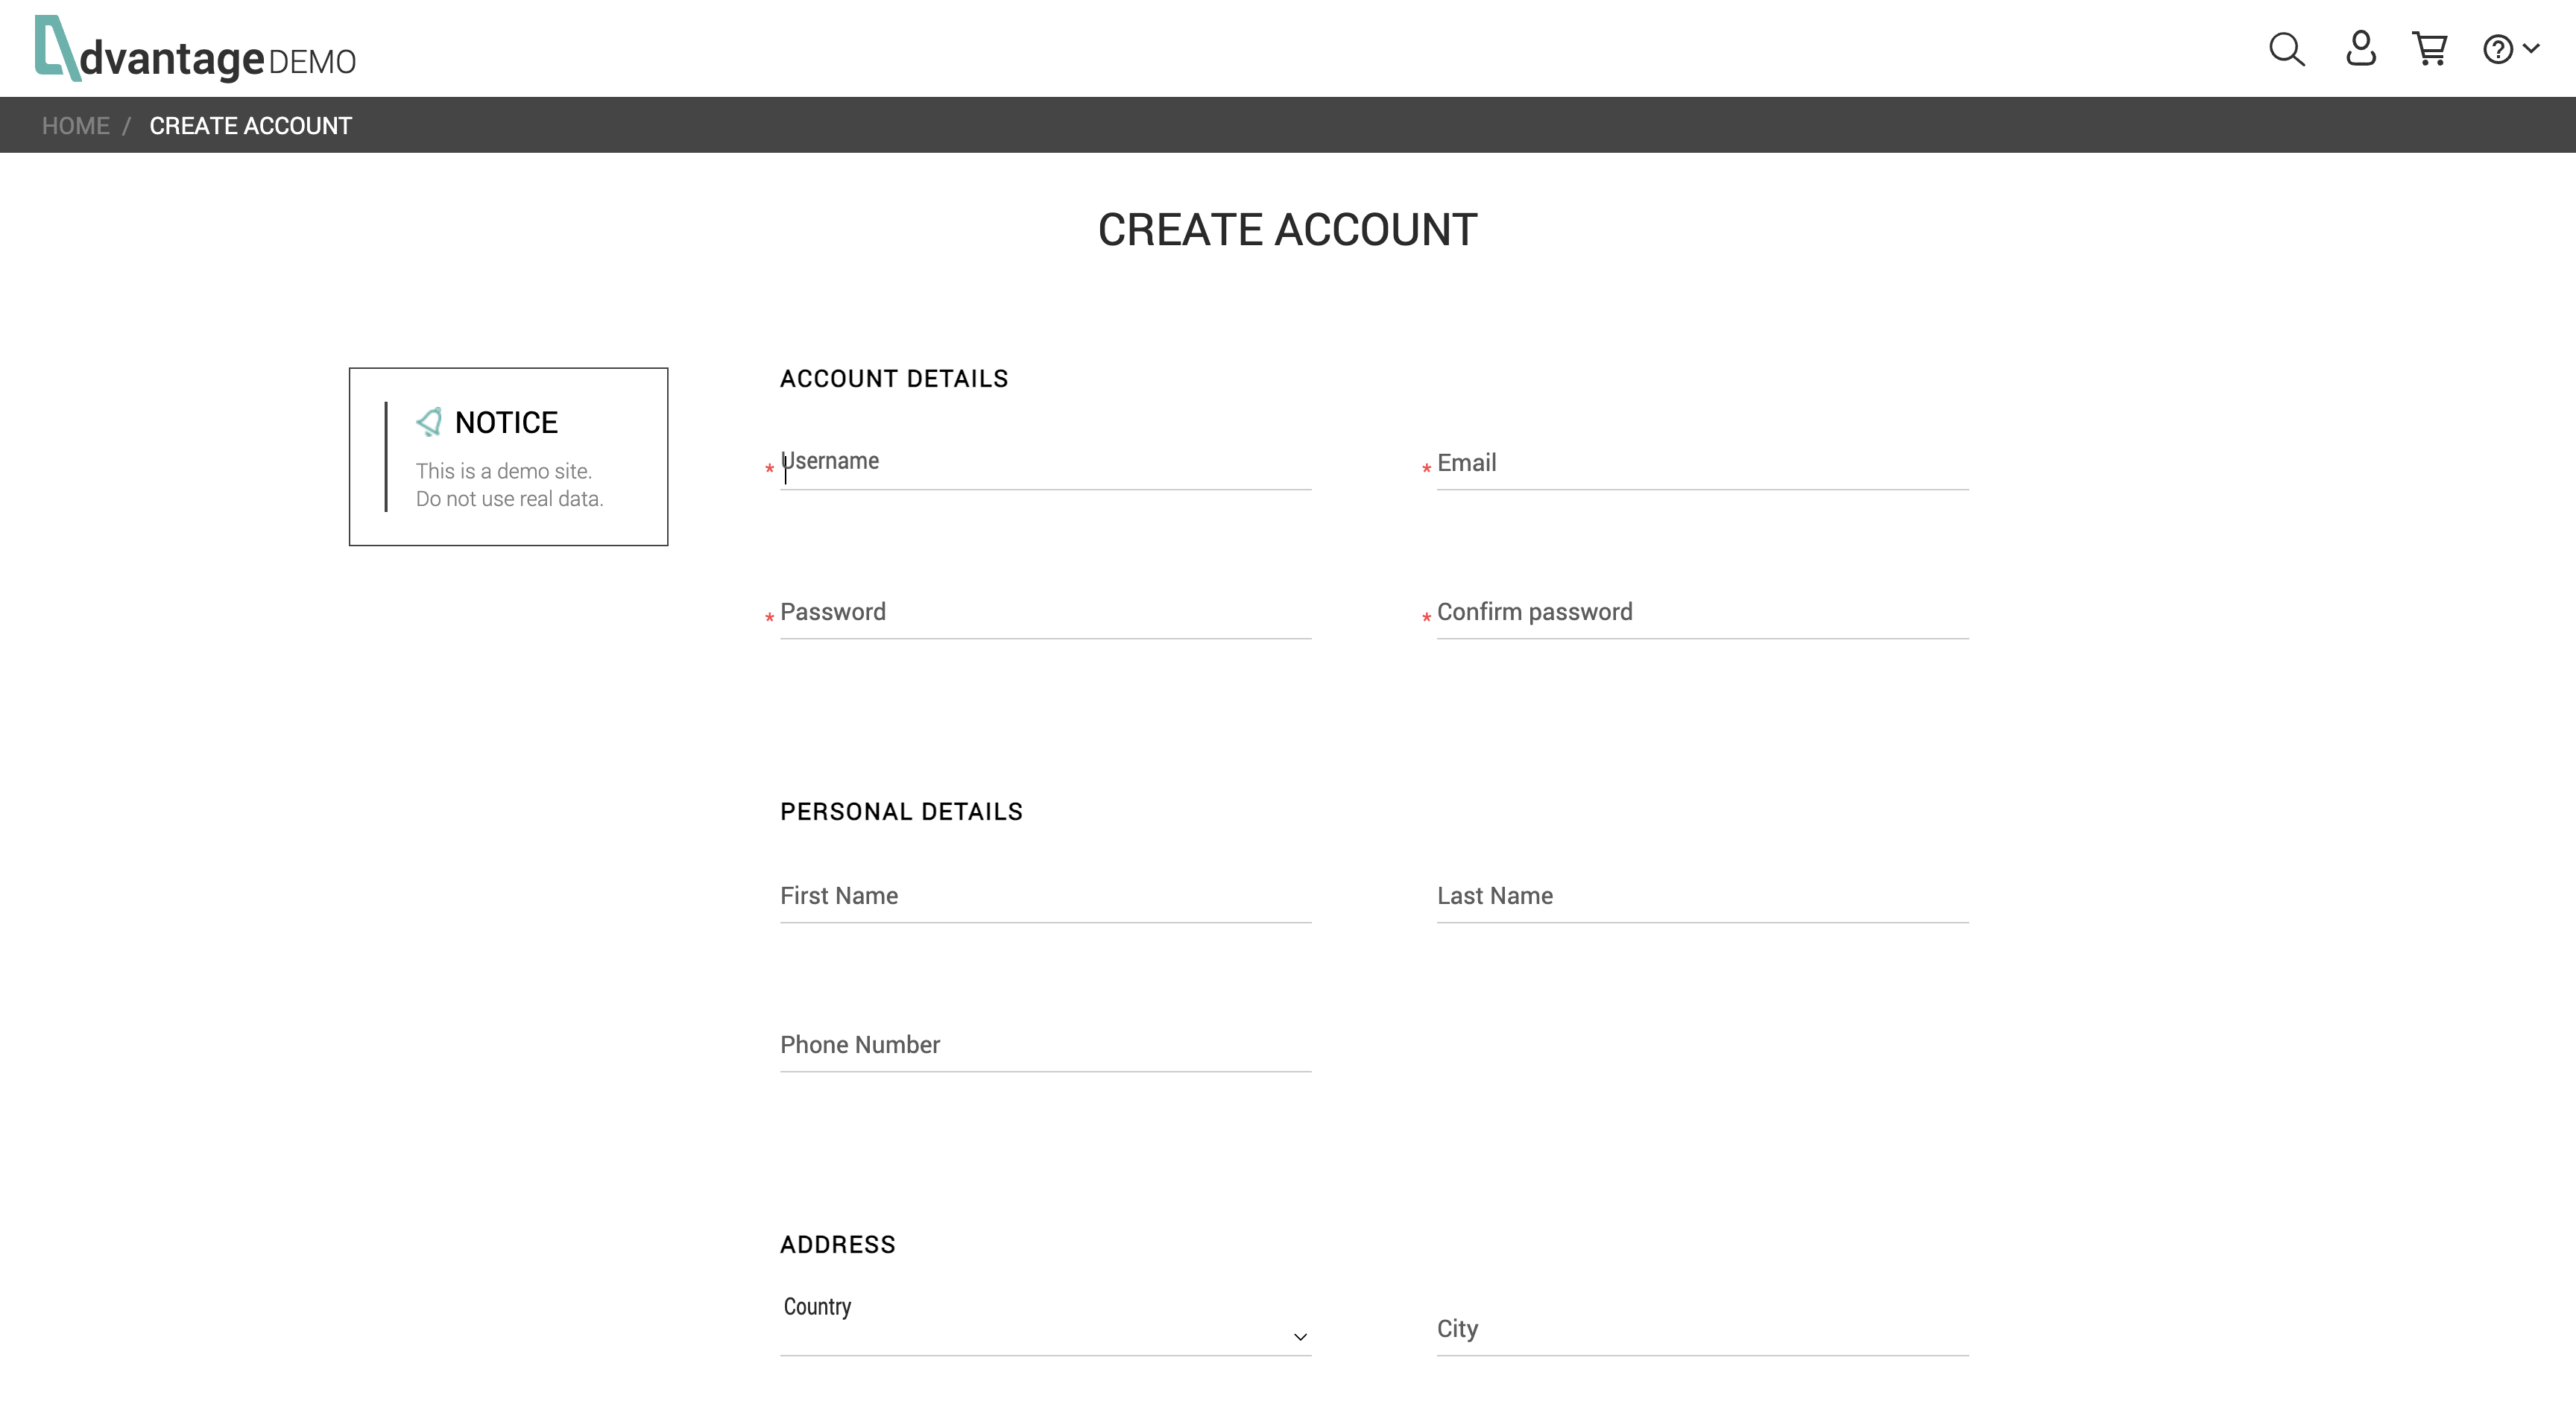 dvantage DEMO
HOME / CREATE ACCOUNT
CREATE ACCOUNT
NOTICE
This is a demo site.
Do not use real data.
ACCOUNT DETAILS
* Username
* Email
* Password
* Confirm password
PERSONAL DETAILS
First Name
Last Name
Phone Number
ADDRESS
Country
City